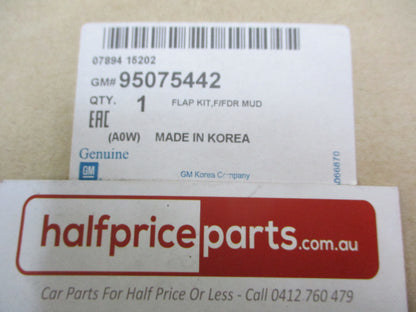 07894 15202
GM# 95075442
QTY. 1 FLAP KIT,F/FDR MUD
EAC
(A0W) MADE IN KOREA
Genuine
GM
GM Korea Company
066870
halfpriceparts.com.au
Car Parts For Half Price Or Less - Call 0412 760 479